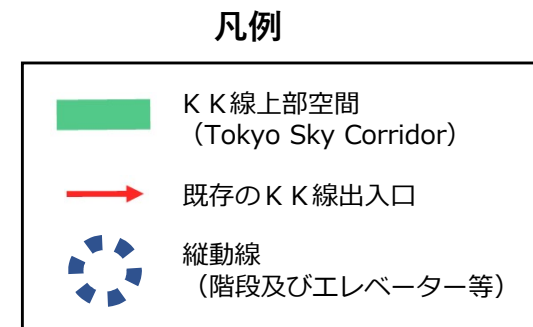 凡例
ＫＫ線上部空間
（Tokyo Sky Corridor）
既存のＫＫ線出入口
縦動線
（階段及びエレベーター等）